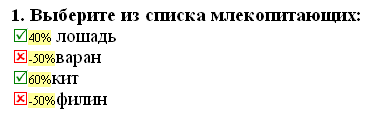 1. Выберите из списка млекопитающих:
40% лошадь
-50%варан
60%кит
-50%филин